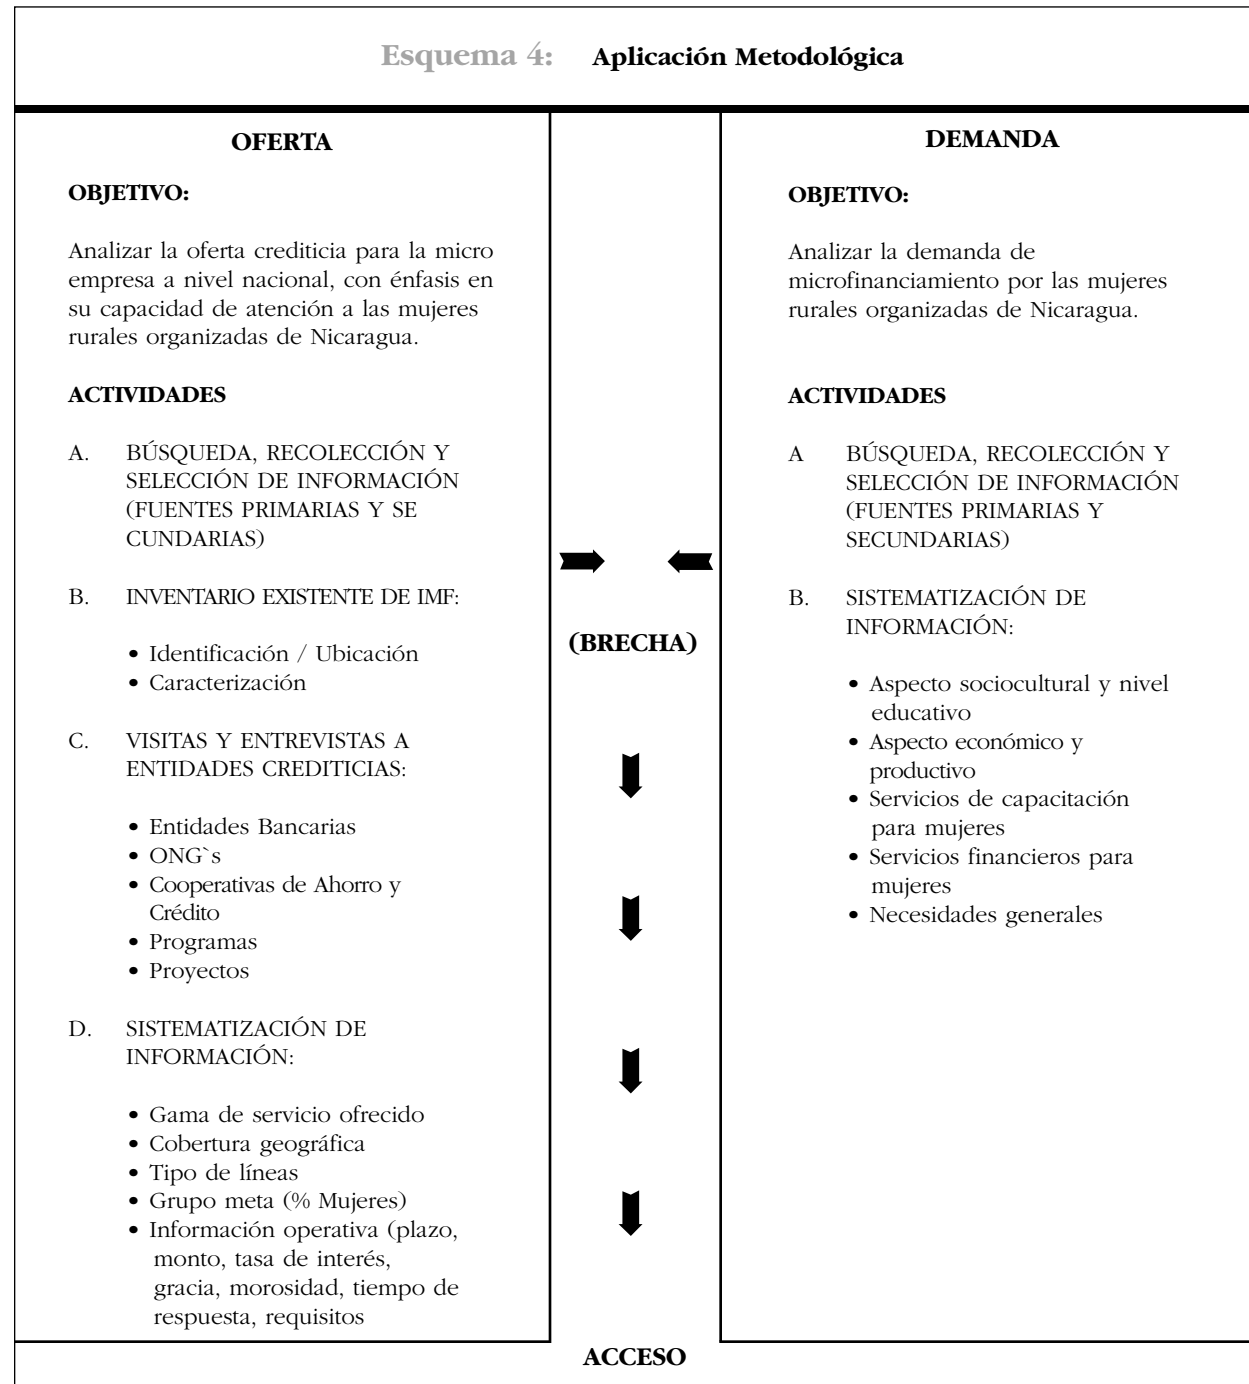 Esquema 4: Aplicación Metodológica
OFERTA
OBJETIVO:
Analizar la oferta crediticia para la micro
empresa a nivel nacional, con énfasis en
su capacidad de atención a las mujeres
rurales organizadas de Nicaragua.
ACTIVIDADES
A. BÚSQUEDA, RECOLECCIÓN Y
SELECCIÓN DE INFORMACIÓN
(FUENTES PRIMARIAS Y SE
CUNDARIAS)
B. INVENTARIO EXISTENTE DE IMF:
• Identificación / Ubicación
• Caracterización
C. VISITAS Y ENTREVISTAS A
ENTIDADES CREDITICIAS:
• Entidades Bancarias
• ONG`s
• Cooperativas de Ahorro y
Crédito
• Programas
• Proyectos
D. SISTEMATIZACIÓN DE
INFORMACIÓN:
• Gama de servicio ofrecido
• Cobertura geográfica
• Tipo de líneas
• Grupo meta (% Mujeres)
• Información operativa (plazo,
monto, tasa de interés,
gracia, morosidad, tiempo de
respuesta, requisitos
(BRECHA)
DEMANDA
OBJETIVO:
Analizar la demanda de
microfinanciamiento por las mujeres
rurales organizadas de Nicaragua.
ACTIVIDADES
A BÚSQUEDA, RECOLECCIÓN Y
SELECCIÓN DE INFORMACIÓN
(FUENTES PRIMARIAS Y
SECUNDARIAS)
B. SISTEMATIZACIÓN DE
INFORMACIÓN:
• Aspecto sociocultural y nivel
educativo
• Aspecto económico y
productivo
• Servicios de capacitación
para mujeres
• Servicios financieros para
mujeres
• Necesidades generales
ACCESO